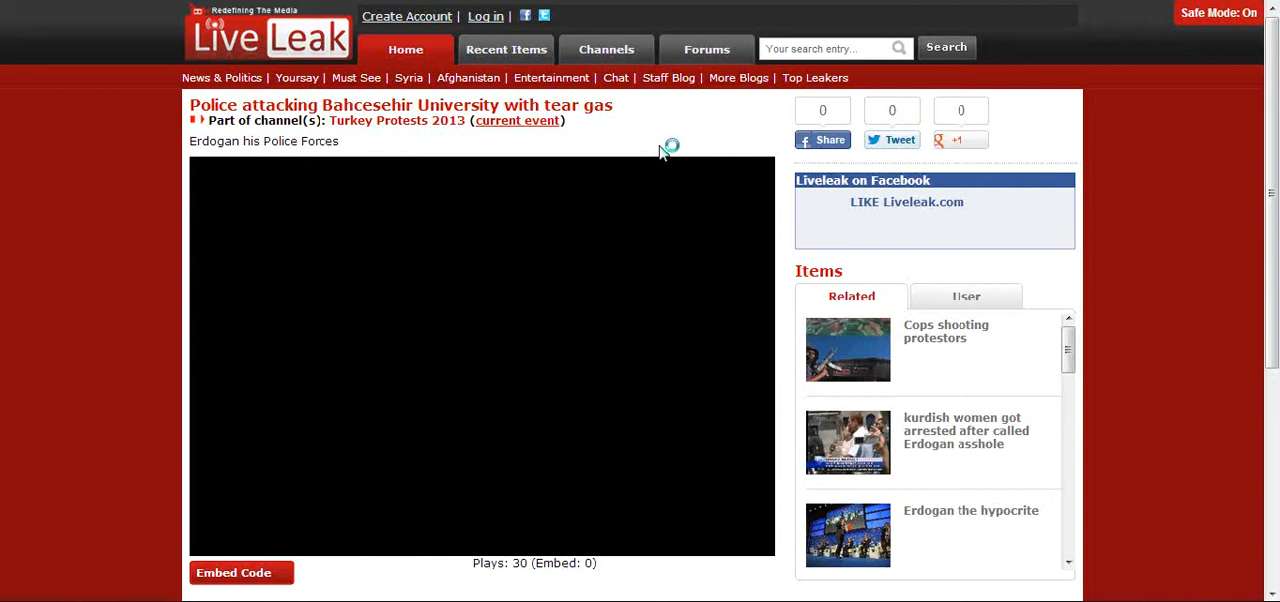 Redefining The Media
Live Leak
Create Account | Log in |
Safe Mode: On
Home
Recent Items
Channels
Forums
Your search entry...
Search
News & Politics | Yoursay | Must See | Syria | Afghanistan | Entertainment | Chat | Staff Blog | More Blogs | Top Leakers
Police attacking Bahcesehir University with tear gas
Part of channel(s): Turkey Protests 2013 (current event)
Erdogan his Police Forces
0
0
0
Share
Tweet
+1
Liveleak on Facebook
LIKE Liveleak.com
Items
Related
User
Cops shooting
protestors
kurdish women got
arrested after called
Erdogan asshole
Erdogan the hypocrite
Plays: 30 (Embed: 0)
Embed Code